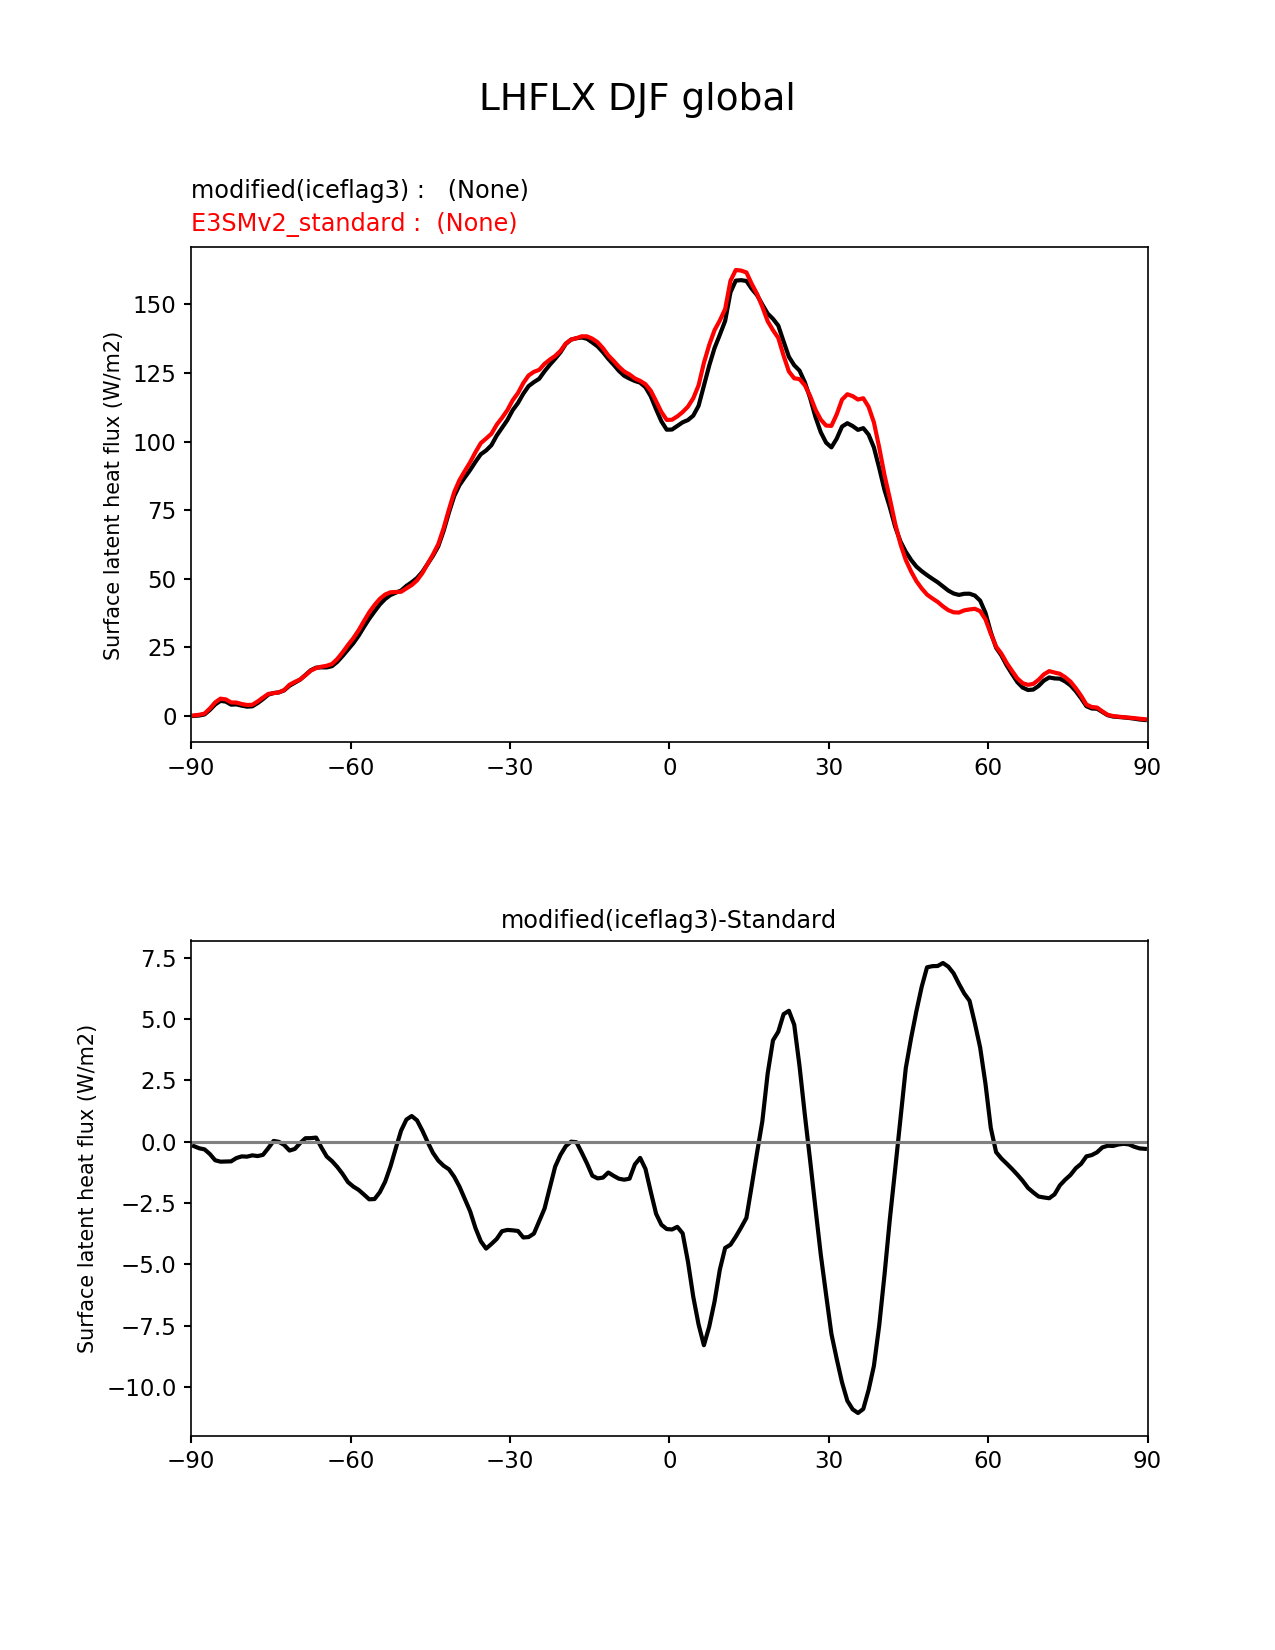 LHFLX DJF global
modified(iceflag3) :   (None)
E3SMv2_standard :  (None)
Surface latent heat flux (W/m2)
150
125
100
75
50
25
0
−90 −60 −30 0 30 60 90
modified(iceflag3)-Standard
Surface latent heat flux (W/m2)
7.5
5.0
2.5
0.0
−2.5
−5.0
−7.5
−10.0
−90 −60 −30 0 30 60 90